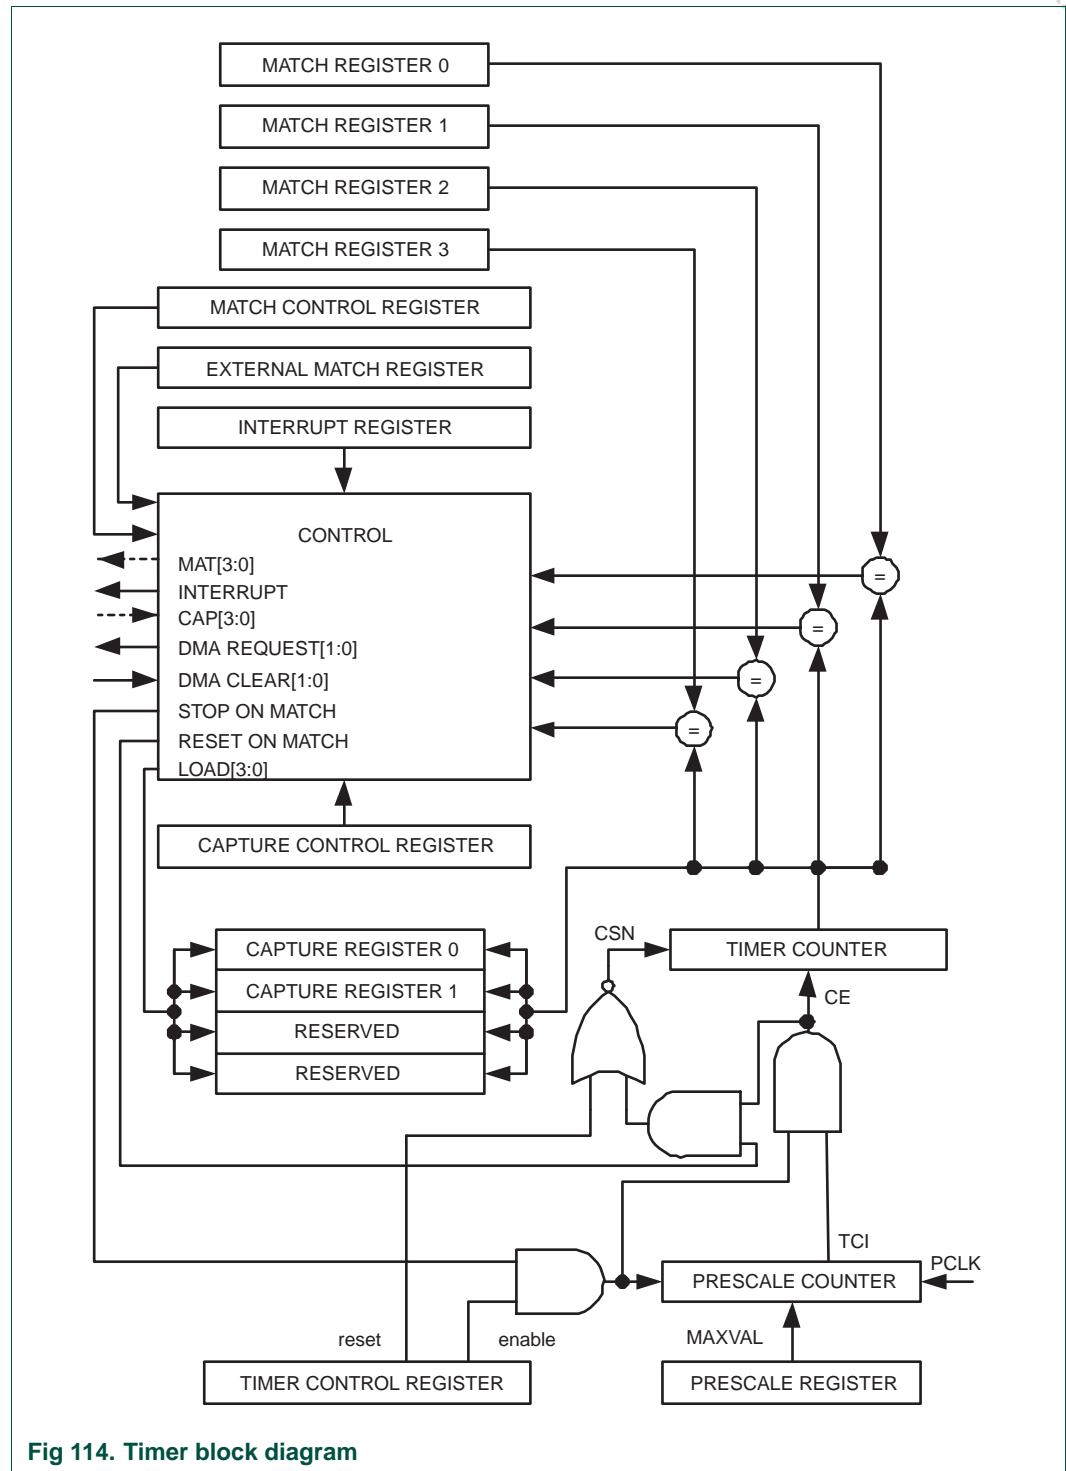 MATCH REGISTER 0
MATCH REGISTER 1
MATCH REGISTER 2
MATCH REGISTER 3
MATCH CONTROL REGISTER
EXTERNAL MATCH REGISTER
INTERRUPT REGISTER
CONTROL
MAT[3:0]
INTERRUPT
CAP[3:0]
DMA REQUEST[1:0]
DMA CLEAR[1:0]
STOP ON MATCH
RESET ON MATCH
LOAD[3:0]
=
=
=
=
CAPTURE CONTROL REGISTER
CSN
CAPTURE REGISTER 0
TIMER COUNTER
CAPTURE REGISTER 1
CE
RESERVED
RESERVED
TCI
PCLK
PRESCALE COUNTER
reset
enable
MAXVAL
TIMER CONTROL REGISTER
PRESCALE REGISTER
Fig 114. Timer block diagram